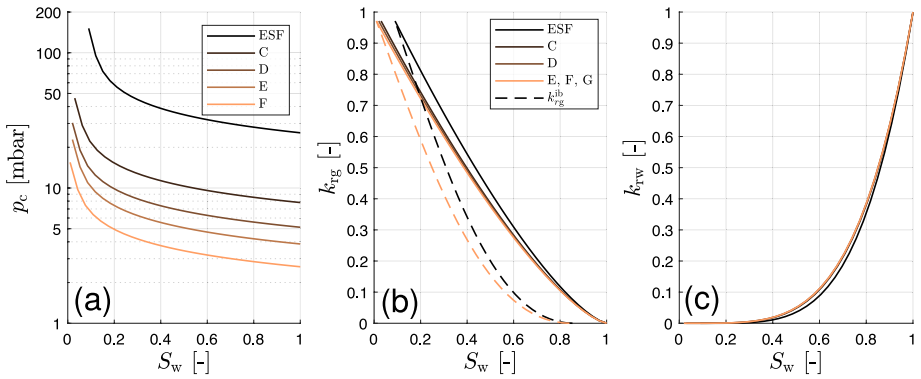 200
100
50
10
5
1
0 0.2 0.4 0.6 0.8 1
p_c [mbar]
S_w [-]
(a)
ESF
C
D
E
F
1
0.9
0.8
0.7
0.6
0.5
0.4
0.3
0.2
0.1
0
0 0.2 0.4 0.6 0.8 1
k_rg [-]
S_w [-]
(b)
ESF
C
D
E, F, G
k_rg^ib
1
0.9
0.8
0.7
0.6
0.5
0.4
0.3
0.2
0.1
0
0 0.2 0.4 0.6 0.8 1
k_rw [-]
S_w [-]
(c)